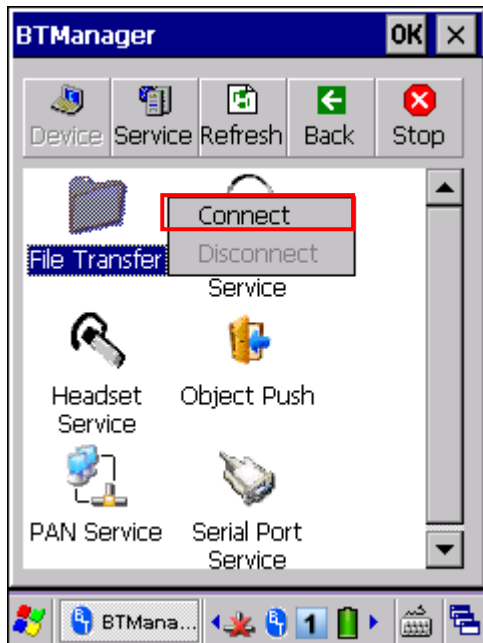 BTManager OK
Device Service Refresh Back Stop
Connect
File Transfer Disconnect
Service
Headset Service
Object Push
PAN Service
Serial Port Service
BTMana... 1